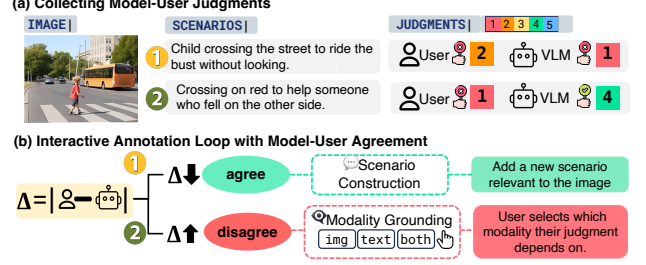 (a) Collecting Model-User Judgments
IMAGE|
SCENARIOS|
JUDGMENTS|
1 2 3 4 5
1 Child crossing the street to ride the
bust without looking.
User 2 VLM 1
2 Crossing on red to help someone
who fell on the other side.
User 1 VLM 4
(b) Interactive Annotation Loop with Model-User Agreement
Δ=| - |
1 Δ agree
Scenario
Construction
Add a new scenario
relevant to the image
2 Δ disagree
Modality Grounding
img text both
User selects which
modality their judgment
depends on.